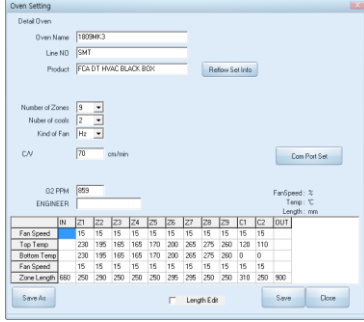 Oven Setting
Detail Oven
Oven Name 1809MK3
Line NO SMT
Product FCA DT HVAC BLACK BOX
Reflow Set Info
Number of Zones 9
Nuber of cools 2
Kind of Fan Hz
C/V 70 cm/min
Com Port Set
O2 PPM 859
ENGINEER
FanSpeed : %
Temp : ℃
Length : mm
IN Z1 Z2 Z3 Z4 Z5 Z6 Z7 Z8 Z9 C1 C2 OUT
Fan Speed 15 15 15 15 15 15 15 15 15 15 15
Top Temp 230 195 165 165 170 200 265 275 260 120 110
Bottom Temp 230 195 165 165 170 200 265 275 260 0 0
Fan Speed 15 15 15 15 15 15 15 15 15 15 15
Zone Length 660 250 290 250 250 250 295 295 250 250 310 250 900
Save As
Length Edit
Save
Close